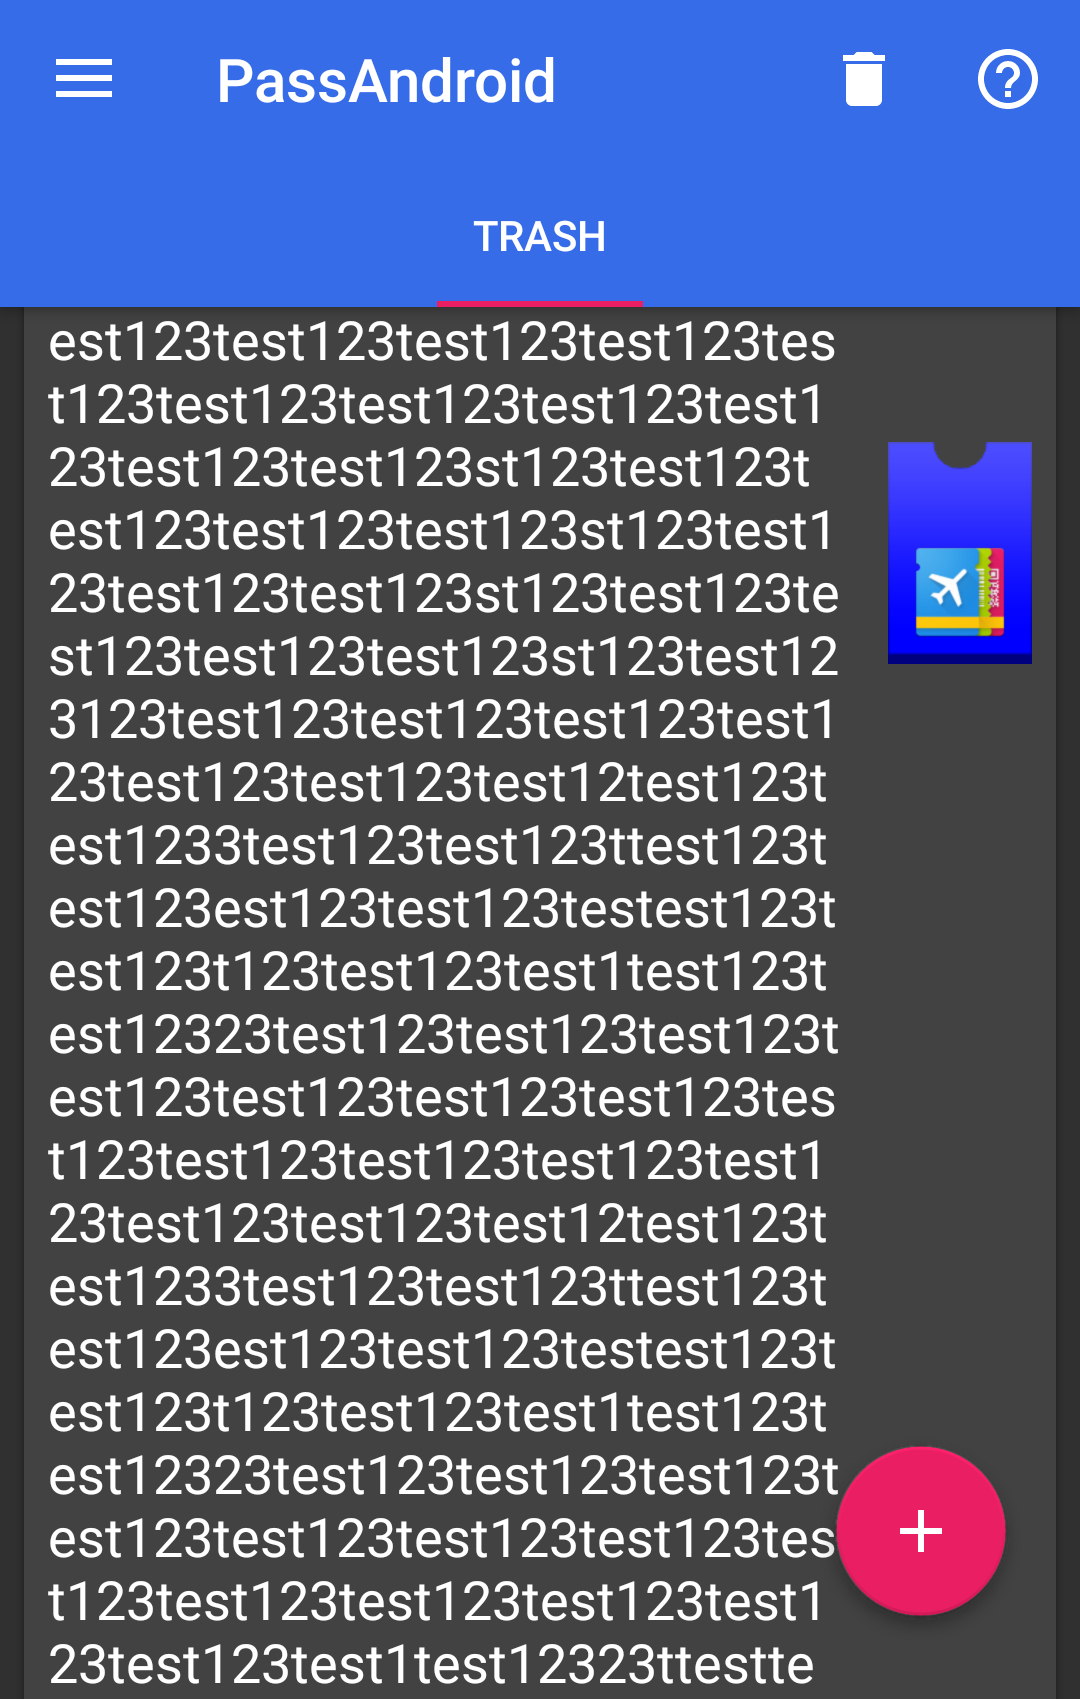 PassAndroid
TRASH
est123test123test123test123tes
t123test123test123test123test1
23test123test123st123test123t
est123test123test123st123test1
23test123test123st123test123te
st123test123test123st123test12
3123test123test123test123test1
23test123test123test12test123t
est1233test123test123ttest123t
est123est123test123testest123t
est123t123test123test1test123t
est12323test123test123test123t
est123test123test123test123tes
t123test123test123test123test1
23test123test123test12test123t
est1233test123test123ttest123t
est123est123test123testest123t
est123t123test123test1test123t
est12323test123test123test123t
est123test123test123test123tes
t123test123test123test123test1
23test123test1test12323ttestte